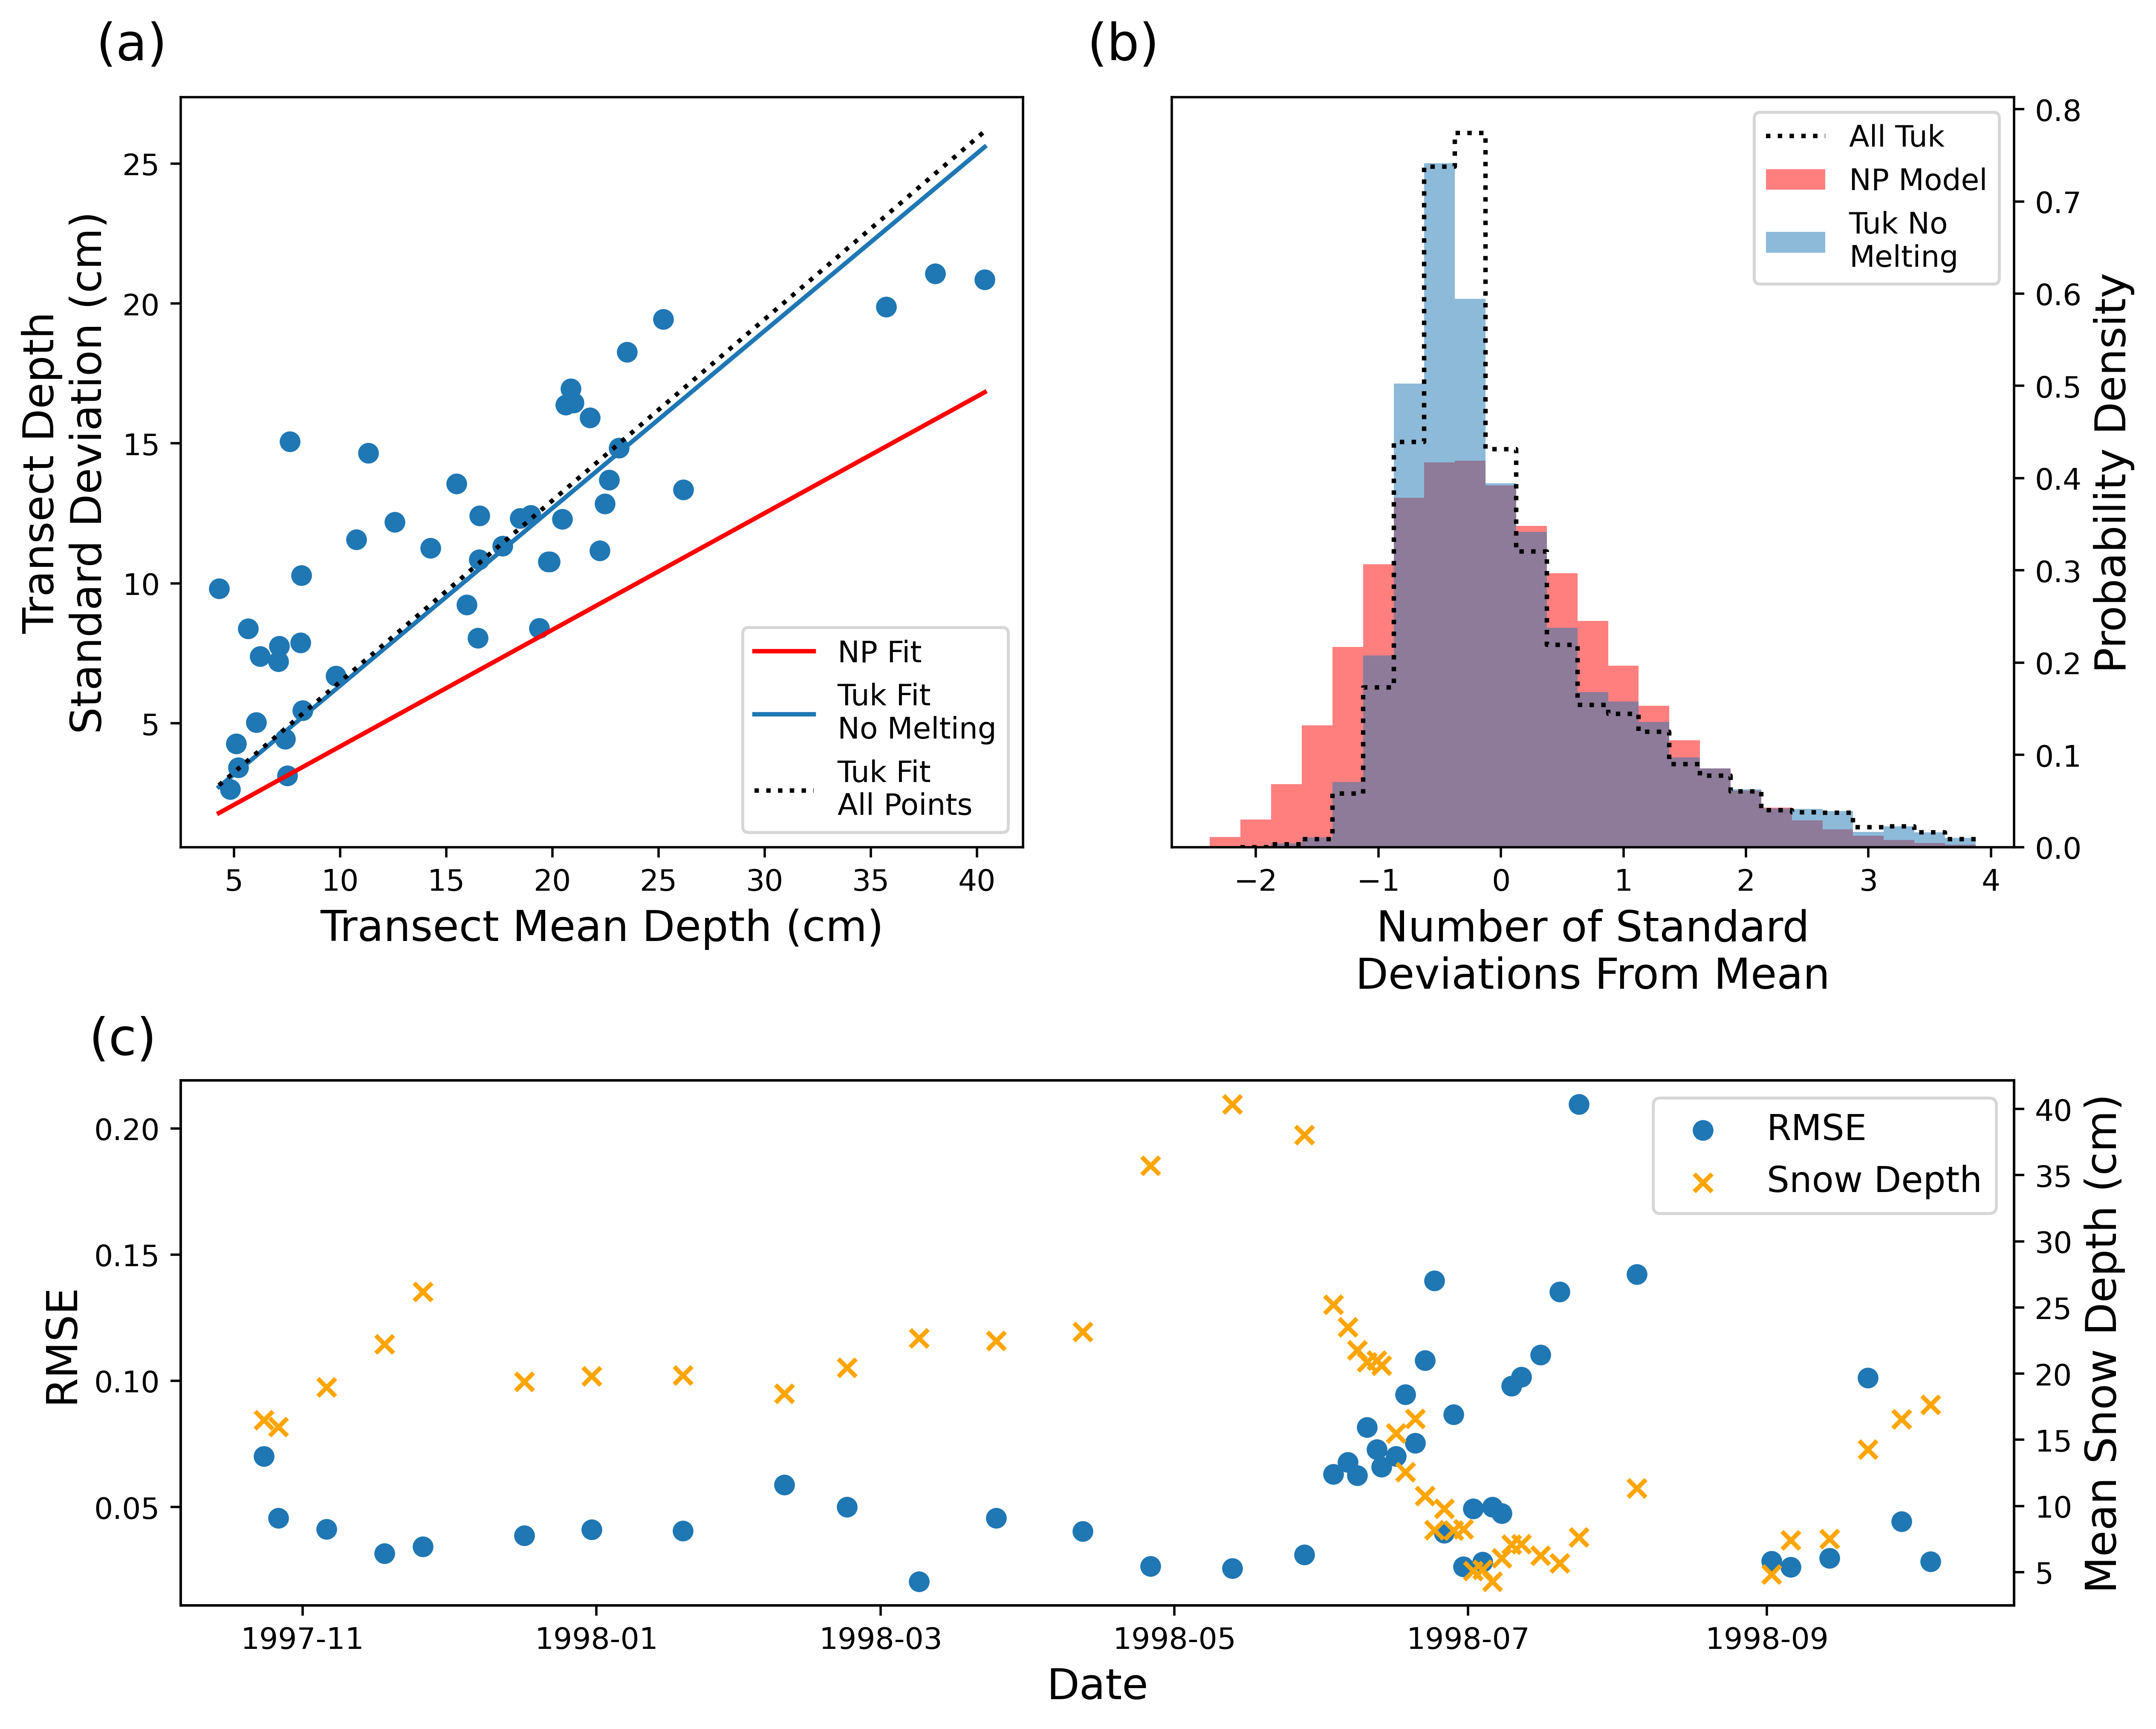 (a)
Transect Depth
Standard Deviation (cm)
25
20
15
10
5
NP Fit
Tuk Fit
No Melting
Tuk Fit
All Points
5 10 15 20 25 30 35 40
Transect Mean Depth (cm)
(b)
All Tuk
NP Model
Tuk No
Melting
0.8
0.7
0.6
0.5
0.4
0.3
0.2
0.1
0.0
Probability Density
−2 −1 0 1 2 3 4
Number of Standard
Deviations From Mean
(c)
RMSE
0.20
0.15
0.10
0.05
RMSE
Snow Depth
40
35
30
25
20
15
10
5
Mean Snow Depth (cm)
1997-11 1998-01 1998-03 1998-05 1998-07 1998-09
Date